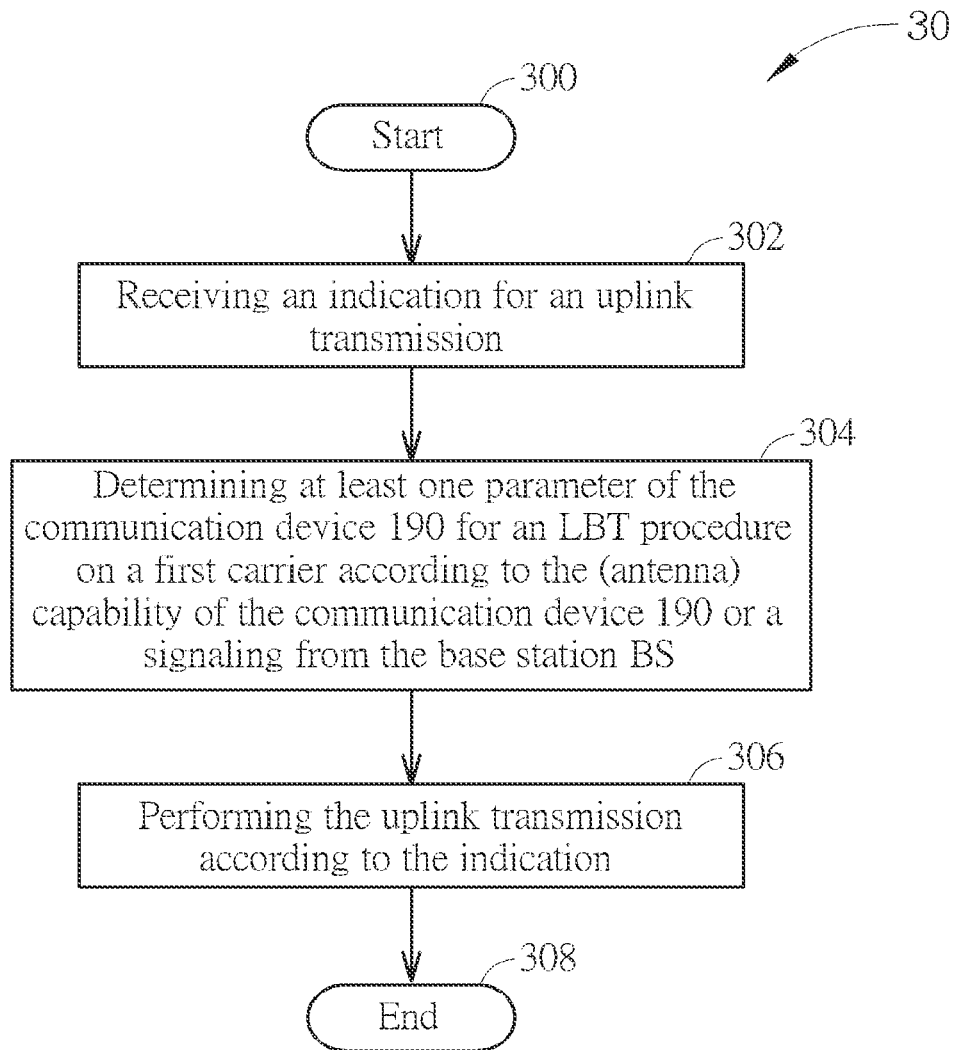 30
300
Start
302
Receiving an indication for an uplink
transmission
304
Determining at least one parameter of the
communication device 190 for an LBT procedure
on a first carrier according to the (antenna)
capability of the communication device 190 or a
signaling from the base station BS
306
Performing the uplink transmission
according to the indication
308
End